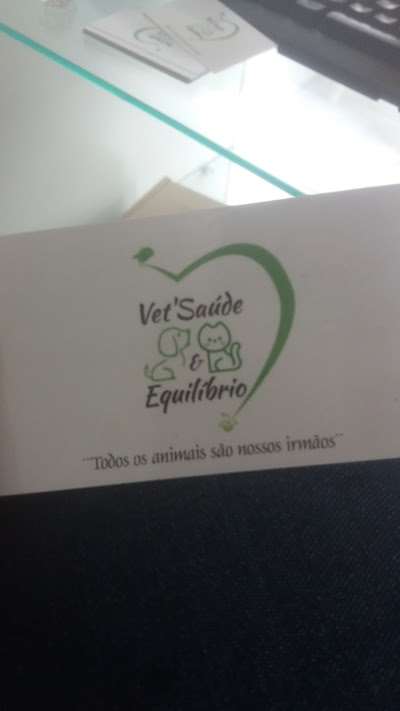 Vet'Saúde
&
Equilíbrio
"Todos os animais são nossos irmãos"